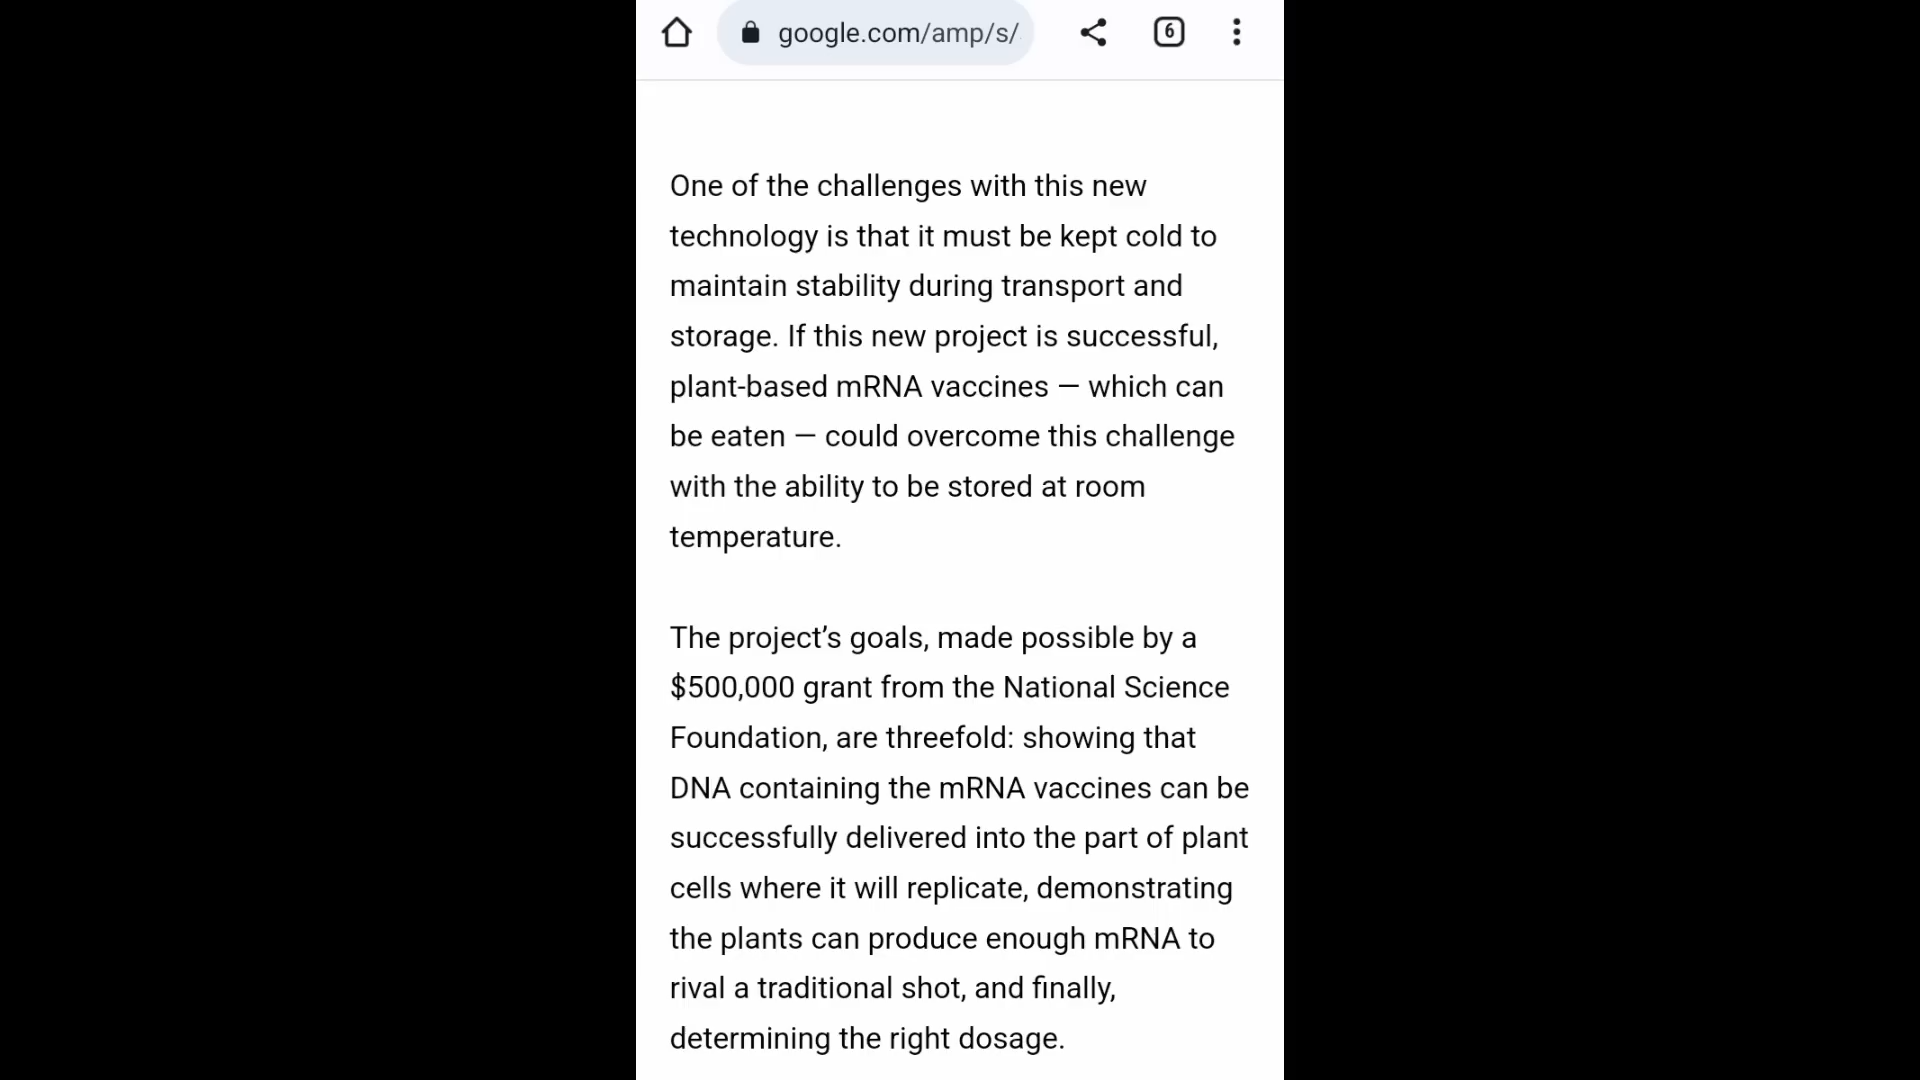 google.com/amp/s/
6
One of the challenges with this new
technology is that it must be kept cold to
maintain stability during transport and
storage. If this new project is successful,
plant-based mRNA vaccines — which can
be eaten — could overcome this challenge
with the ability to be stored at room
temperature.
The project’s goals, made possible by a
$500,000 grant from the National Science
Foundation, are threefold: showing that
DNA containing the mRNA vaccines can be
successfully delivered into the part of plant
cells where it will replicate, demonstrating
the plants can produce enough mRNA to
rival a traditional shot, and finally,
determining the right dosage.